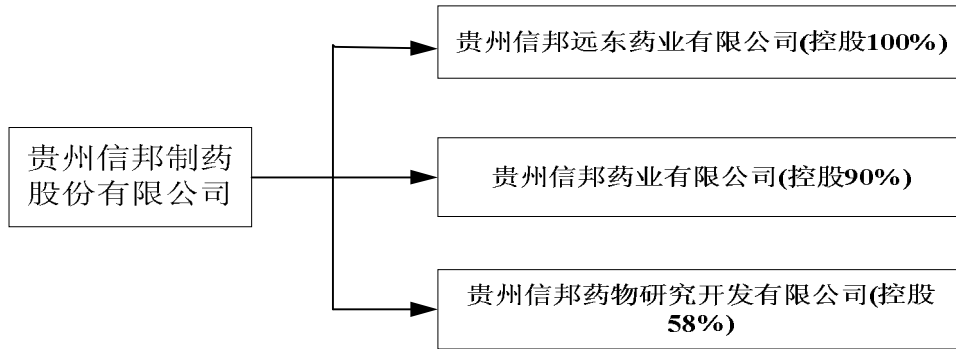 贵州信邦远东药业有限公司(控股100%)
贵州信邦制药
股份有限公司
贵州信邦药业有限公司(控股90%)
贵州信邦药物研究开发有限公司(控股
58%)